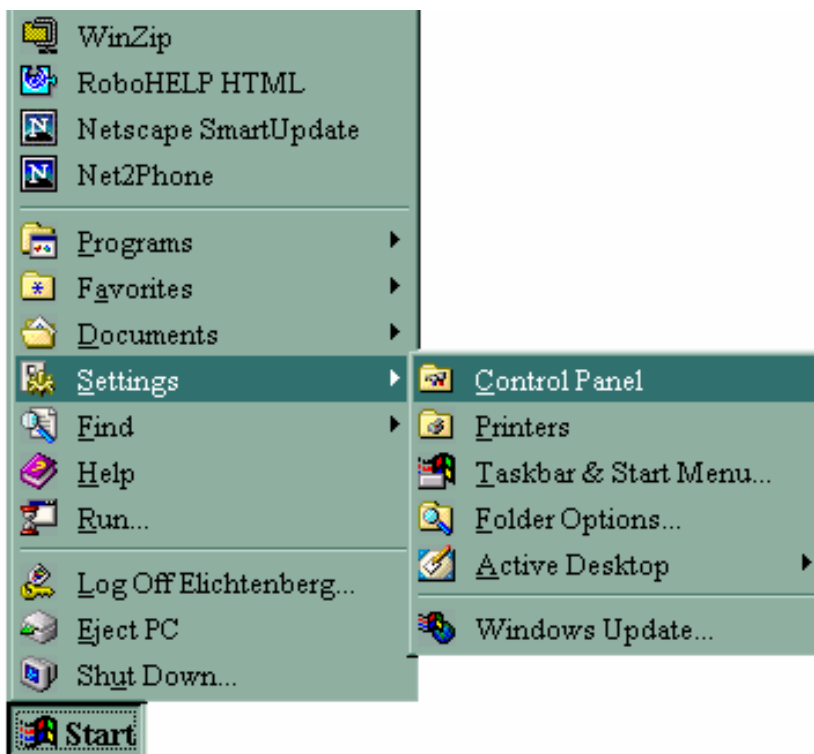 WinZip
RoboHELP HTML
Netscape SmartUpdate
Net2Phone
Programs
Favorites
Documents
Settings
Find
Help
Run...
Log Off Elichtenberg...
Eject PC
Shut Down...
Start
Control Panel
Printers
Taskbar & Start Menu...
Folder Options...
Active Desktop
Windows Update...